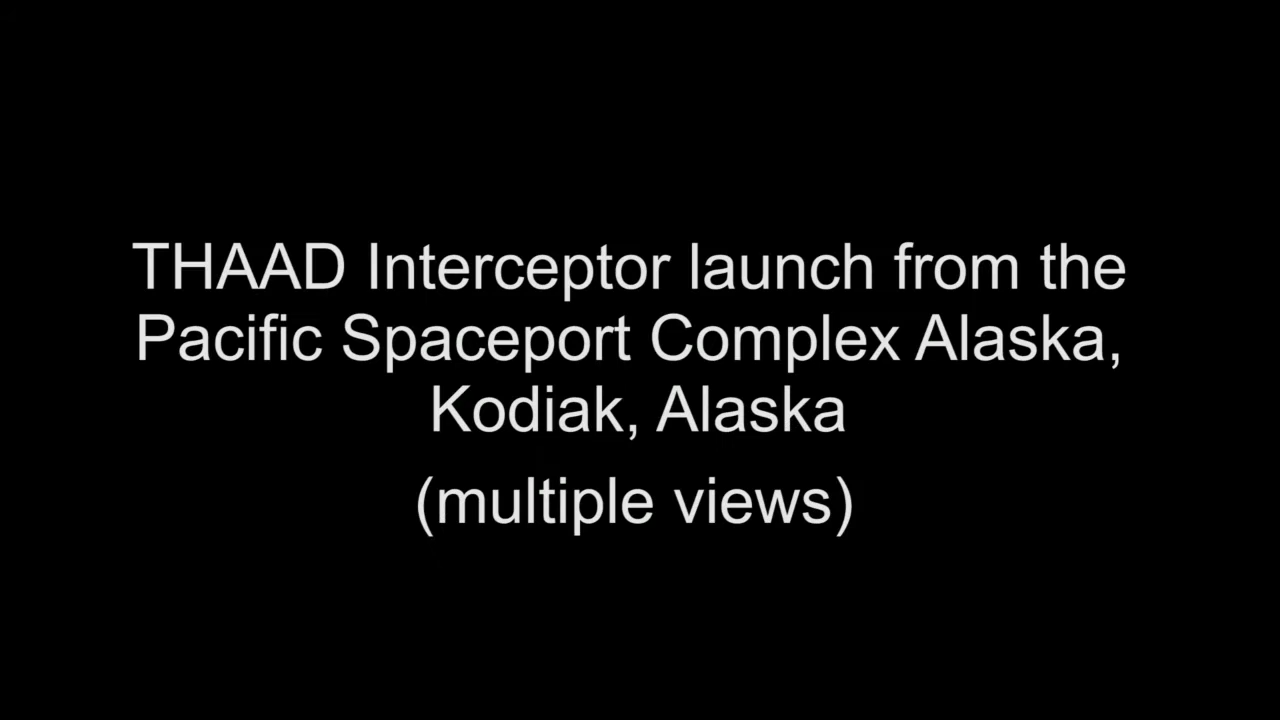 THAAD Interceptor launch from the
Pacific Spaceport Complex Alaska,
Kodiak, Alaska
(multiple views)